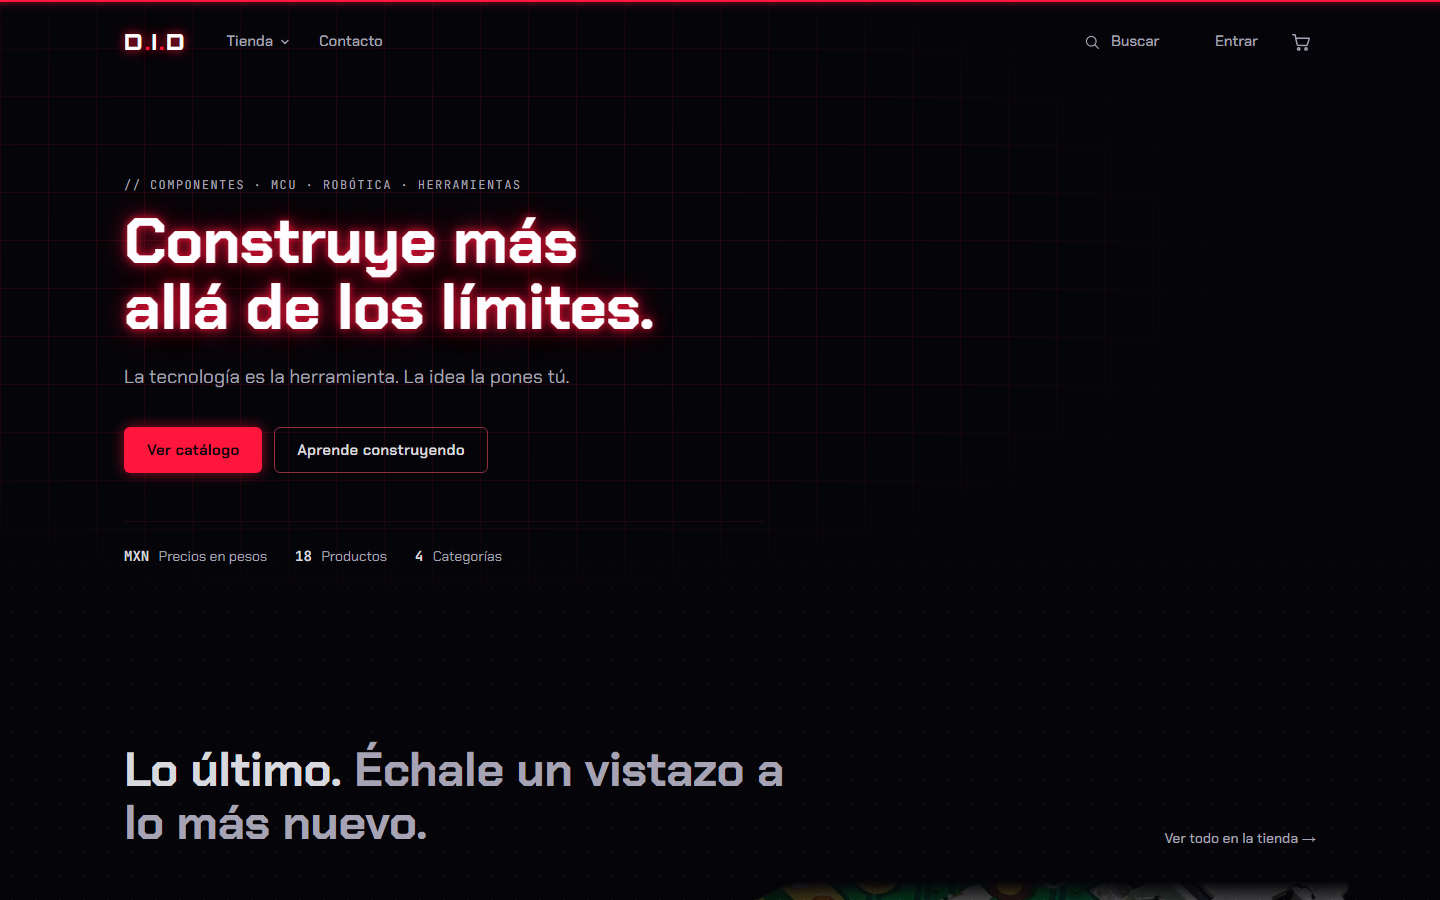 D.I.D
Tienda
Contacto
Buscar
Entrar
// COMPONENTES · MCU · ROBÓTICA · HERRAMIENTAS
Construye más
allá de los límites.
La tecnología es la herramienta. La idea la pones tú.
Ver catálogo
Aprende construyendo
MXN Precios en pesos
18 Productos
4 Categorías
Lo último. Échale un vistazo a
lo más nuevo.
Ver todo en la tienda →